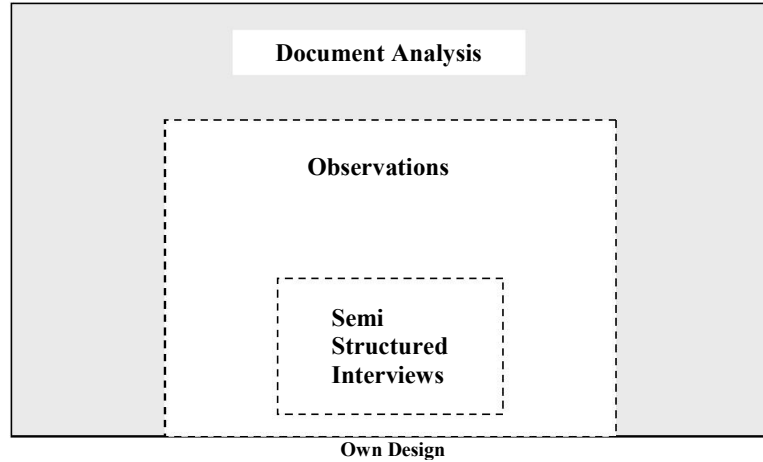 Document Analysis
Observations
Semi
Structured
Interviews
Own Design